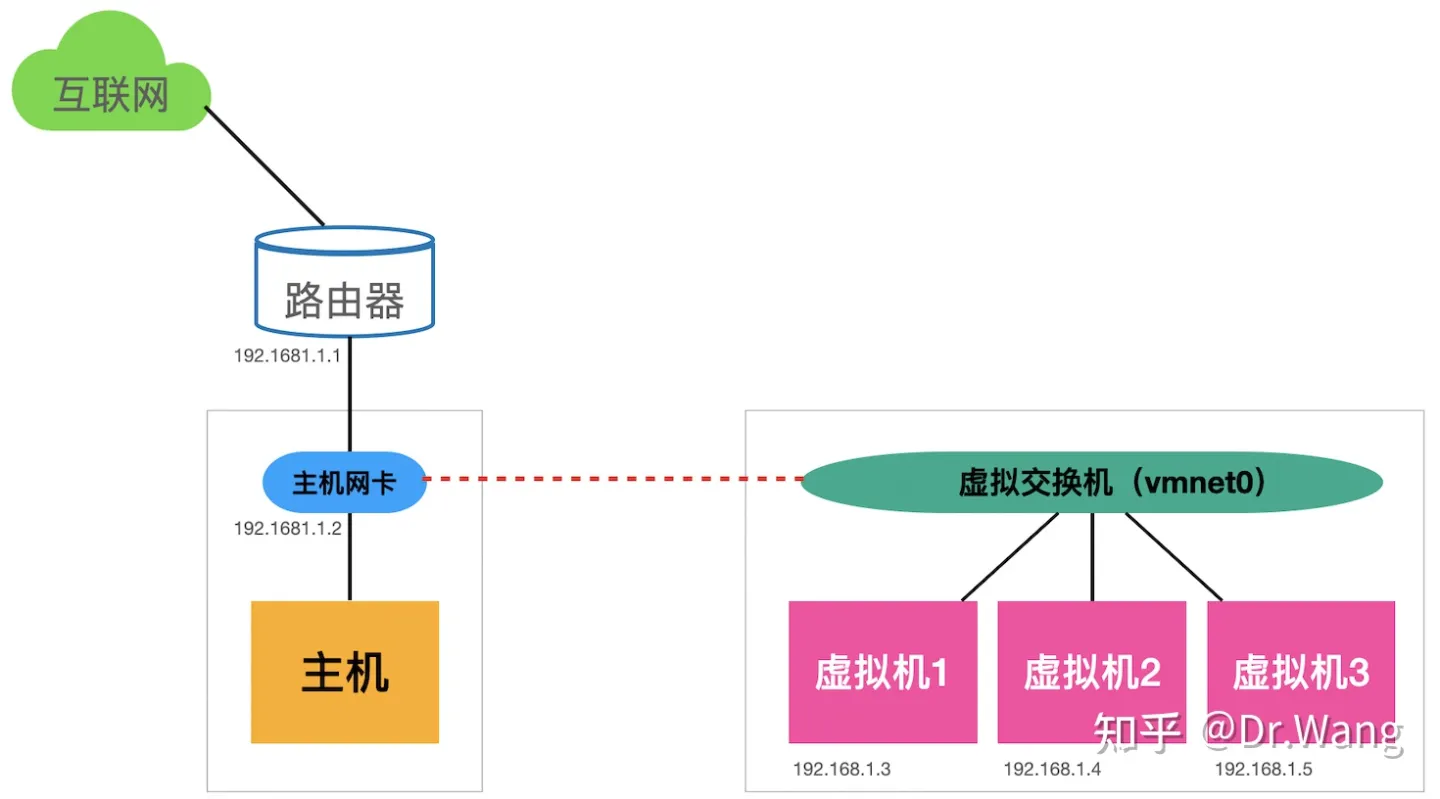 互联网
路由器
192.1681.1.1
主机网卡
虚拟交换机（vmnet0）
192.1681.1.2
主机
虚拟机1
虚拟机2
虚拟机3
知乎 @Dr.Wang
192.168.1.3
192.168.1.4
192.168.1.5